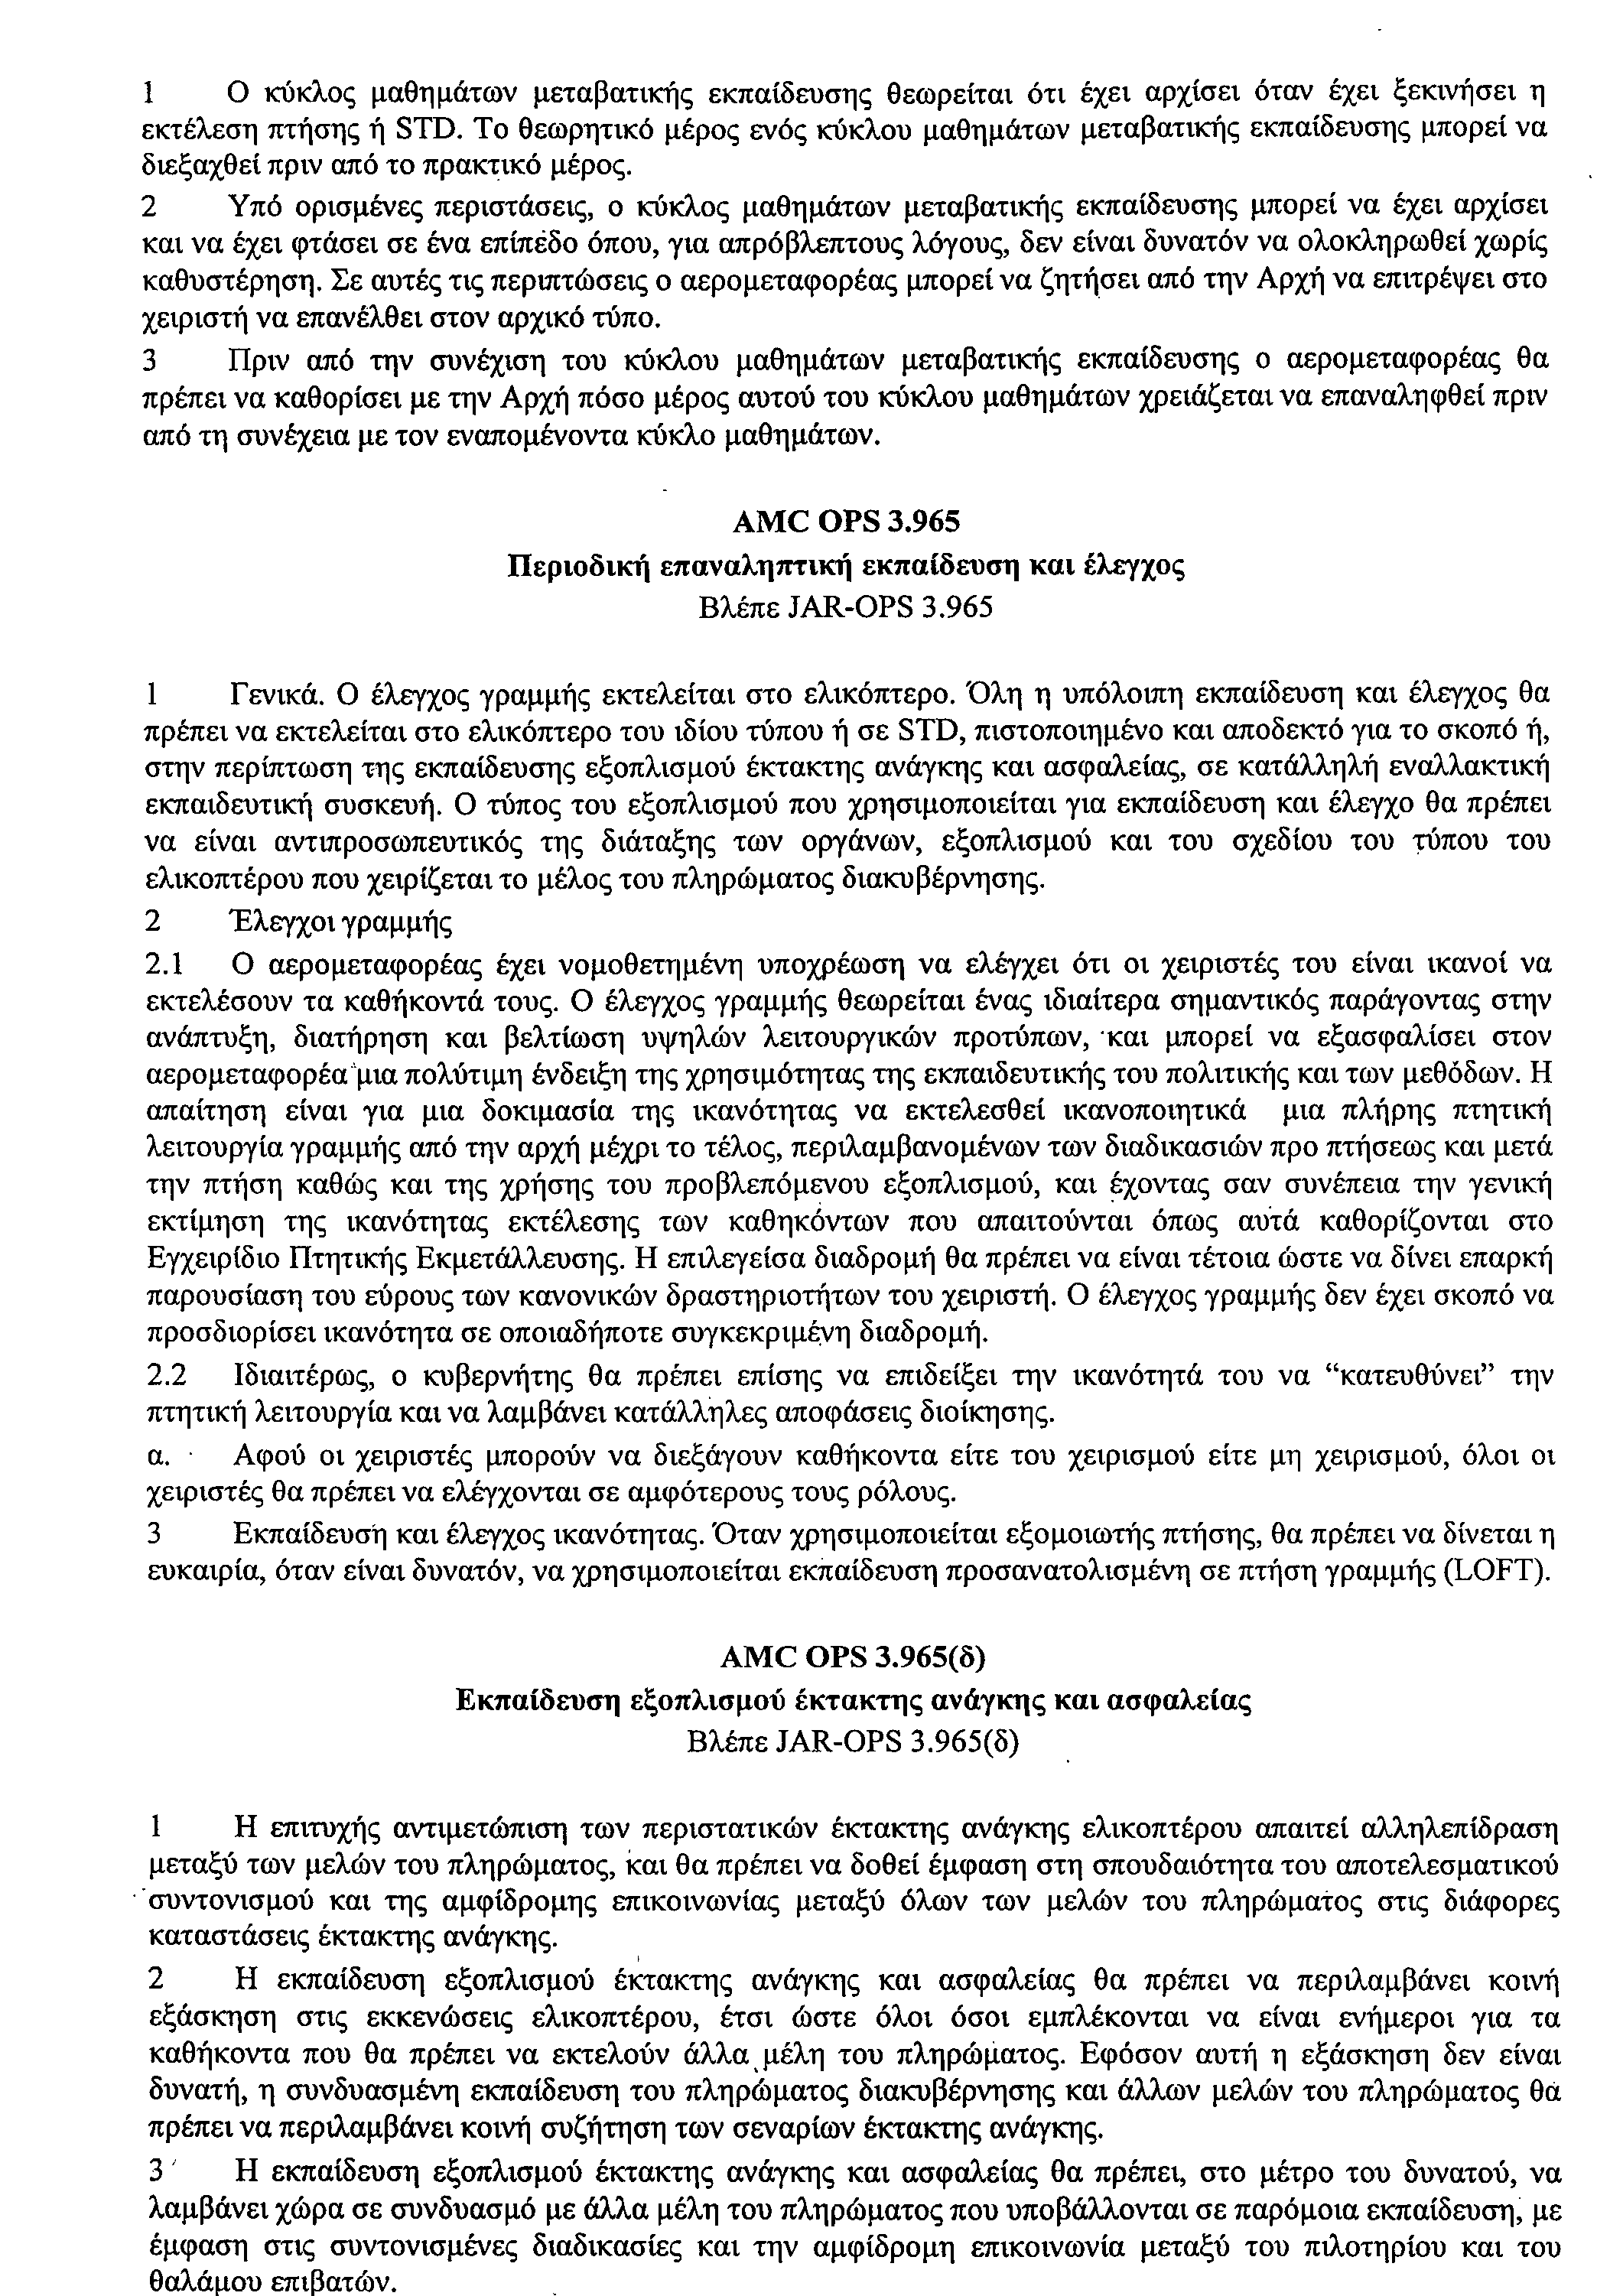 1 Ο κύκλος μαθημάτων μεταβατικής εκπαίδευσης θεωρείται ότι έχει αρχίσει όταν έχει ξεκινήσει η
εκτέλεση πτήσης ή STD. Το θεωρητικό μέρος ενός κύκλου μαθημάτων μεταβατικής εκπαίδευσης μπορεί να
διεξαχθεί πριν από το πρακτικό μέρος.
2 Υπό ορισμένες περιστάσεις, ο κύκλος μαθημάτων μεταβατικής εκπαίδευσης μπορεί να έχει αρχίσει
και να έχει φτάσει σε ένα επίπεδο όπου, για απρόβλεπτους λόγους, δεν είναι δυνατόν να ολοκληρωθεί χωρίς
καθυστέρηση. Σε αυτές τις περιπτώσεις ο αερομεταφορέας μπορεί να ζητήσει από την Αρχή να επιτρέψει στο
χειριστή να επανέλθει στον αρχικό τύπο.
3 Πριν από την συνέχιση του κύκλου μαθημάτων μεταβατικής εκπαίδευσης ο αερομεταφορέας θα
πρέπει να καθορίσει με την Αρχή πόσο μέρος αυτού του κύκλου μαθημάτων χρειάζεται να επαναληφθεί πριν
από τη συνέχεια με τον εναπομένοντα κύκλο μαθημάτων.
AMC OPS 3.965
Περιοδική επαναληπτική εκπαίδευση και έλεγχος
Βλέπε JAR-OPS 3.965
1 Γενικά. Ο έλεγχος γραμμής εκτελείται στο ελικόπτερο. Όλη η υπόλοιπη εκπαίδευση και έλεγχος θα
πρέπει να εκτελείται στο ελικόπτερο του ιδίου τύπου ή σε STD, πιστοποιημένο και αποδεκτό για το σκοπό ή,
στην περίπτωση της εκπαίδευσης εξοπλισμού έκτακτης ανάγκης και ασφαλείας, σε κατάλληλή εναλλακτική
εκπαιδευτική συσκευή. Ο τύπος του εξοπλισμού που χρησιμοποιείται για εκπαίδευση και έλεγχο θα πρέπει
να είναι αντιπροσωπευτικός της διάταξης των οργάνων, εξοπλισμού και του σχεδίου του τύπου του
ελικοπτέρου που χειρίζεται το μέλος του πληρώματος διακυβέρνησης.
2 Έλεγχοι γραμμής
2.1 Ο αερομεταφορέας έχει νομοθετημένη υποχρέωση να ελέγχει ότι οι χειριστές του είναι ικανοί να
εκτελέσουν τα καθήκοντά τους. Ο έλεγχος γραμμής θεωρείται ένας ιδιαίτερα σημαντικός παράγοντας στην
ανάπτυξη, διατήρηση και βελτίωση υψηλών λειτουργικών προτύπων, και μπορεί να εξασφαλίσει στον
αερομεταφορέα μια πολύτιμη ένδειξη της χρησιμότητας της εκπαιδευτικής του πολιτικής και των μεθόδων. Η
απαίτηση είναι για μια δοκιμασία της ικανότητας να εκτελεσθεί ικανοποιητικά μια πλήρης πτητική
λειτουργία γραμμής από την αρχή μέχρι το τέλος, περιλαμβανομένων των διαδικασιών προ πτήσεως και μετά
την πτήση καθώς και της χρήσης του προβλεπόμενου εξοπλισμού, και έχοντας σαν συνέπεια την γενική
εκτίμηση της ικανότητας εκτέλεσης των καθηκόντων που απαιτούνται όπως αυτά καθορίζονται στο
Εγχειρίδιο Πτητικής Εκμετάλλευσης. Η επιλεγείσα διαδρομή θα πρέπει να είναι τέτοια ώστε να δίνει επαρκή
παρουσίαση του εύρους των κανονικών δραστηριοτήτων του χειριστή. Ο έλεγχος γραμμής δεν έχει σκοπό να
προσδιορίσει ικανότητα σε οποιαδήποτε συγκεκριμένη διαδρομή.
2.2 Ιδιαιτέρως, ο κυβερνήτης θα πρέπει επίσης να επιδείξει την ικανότητά του να “κατευθύνει” την
πτητική λειτουργία και να λαμβάνει κατάλληλες αποφάσεις διοίκησης.
α. Αφού οι χειριστές μπορούν να διεξάγουν καθήκοντα είτε του χειρισμού είτε μη χειρισμού, όλοι οι
χειριστές θα πρέπει να ελέγχονται σε αμφότερους τους ρόλους.
3 Εκπαίδευση και έλεγχος ικανότητας. Όταν χρησιμοποιείται εξομοιωτής πτήσης, θα πρέπει να δίνεται η
ευκαιρία, όταν είναι δυνατόν, να χρησιμοποιείται εκπαίδευση προσανατολισμένη σε πτήση γραμμής (LOFT).
AMC OPS 3.965(δ)
Εκπαίδευση εξοπλισμού έκτακτης ανάγκης και ασφαλείας
Βλέπε JAR-OPS 3.965(δ)
1 Η επιτυχής αντιμετώπιση των περιστατικών έκτακτης ανάγκης ελικοπτέρου απαιτεί αλληλεπίδραση
μεταξύ των μελών του πληρώματος, και θα πρέπει να δοθεί έμφαση στη σπουδαιότητα του αποτελεσματικού
συντονισμού και της αμφίδρομης επικοινωνίας μεταξύ όλων των μελών του πληρώματος στις διάφορες
καταστάσεις έκτακτης ανάγκης.
2 Η εκπαίδευση εξοπλισμού έκτακτης ανάγκης και ασφαλείας θα πρέπει να περιλαμβάνει κοινή
εξάσκηση στις εκκενώσεις ελικοπτέρου, έτσι ώστε όλοι όσοι εμπλέκονται να είναι ενήμεροι για τα
καθήκοντα που θα πρέπει να εκτελούν άλλα μέλη του πληρώματος. Εφόσον αυτή η εξάσκηση δεν είναι
δυνατή, η συνδυασμένη εκπαίδευση του πληρώματος διακυβέρνησης και άλλων μελών του πληρώματος θα
πρέπει να περιλαμβάνει κοινή συζήτηση των σεναρίων έκτακτης ανάγκης.
3 Η εκπαίδευση εξοπλισμού έκτακτης ανάγκης και ασφαλείας θα πρέπει, στο μέτρο του δυνατού, να
λαμβάνει χώρα σε συνδυασμό με άλλα μέλη του πληρώματος που υποβάλλονται σε παρόμοια εκπαίδευση, με
έμφαση στις συντονισμένες διαδικασίες και την αμφίδρομη επικοινωνία μεταξύ του πιλοτηρίου και του
θαλάμου επιβατών.